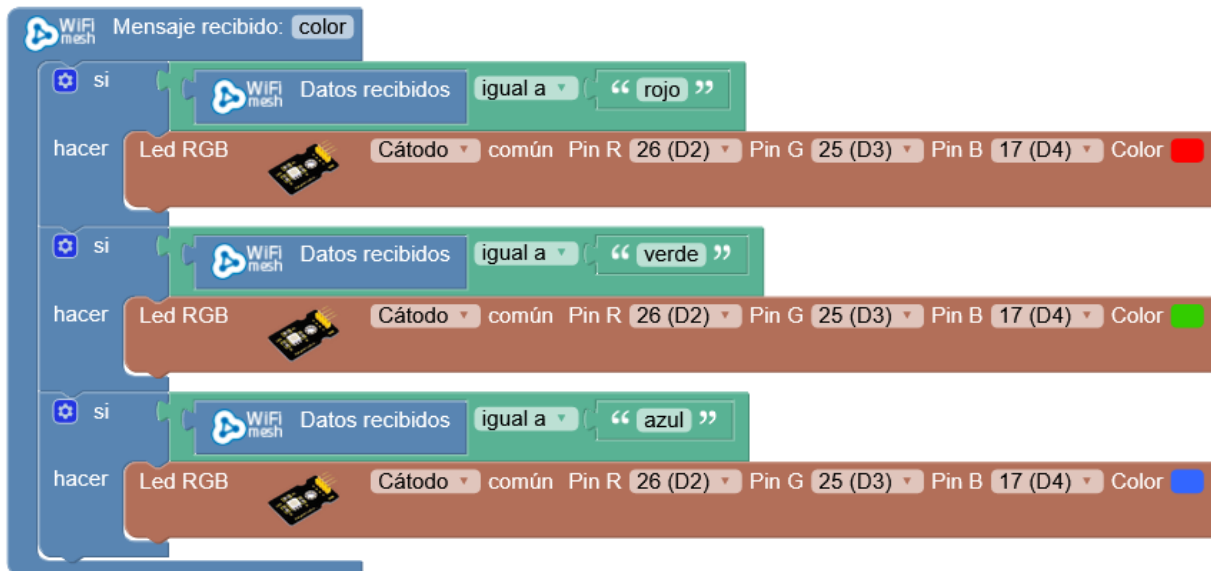 WiFi mesh Mensaje recibido: color
si WiFi mesh Datos recibidos igual a “ rojo ”
hacer Led RGB Cátodo común Pin R 26 (D2) Pin G 25 (D3) Pin B 17 (D4) Color
si WiFi mesh Datos recibidos igual a “ verde ”
hacer Led RGB Cátodo común Pin R 26 (D2) Pin G 25 (D3) Pin B 17 (D4) Color
si WiFi mesh Datos recibidos igual a “ azul ”
hacer Led RGB Cátodo común Pin R 26 (D2) Pin G 25 (D3) Pin B 17 (D4) Color